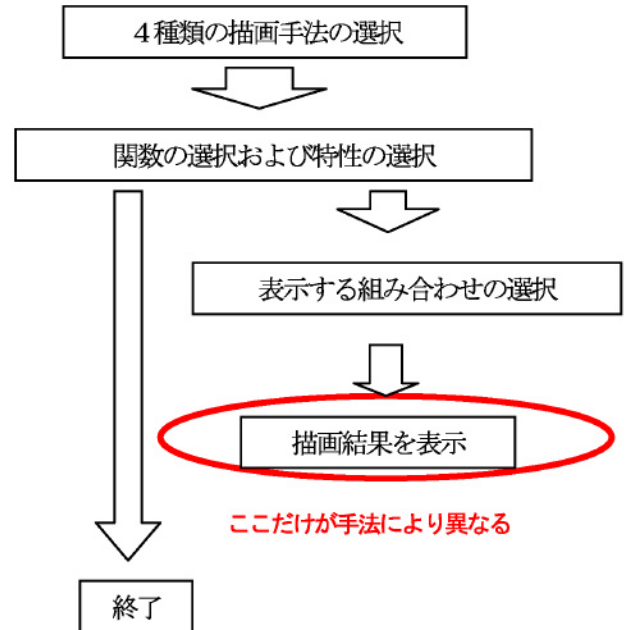 ４種類の描画手法の選択
関数の選択および特性の選択
表示する組み合わせの選択
描画結果を表示
ここだけが手法により異なる
終了